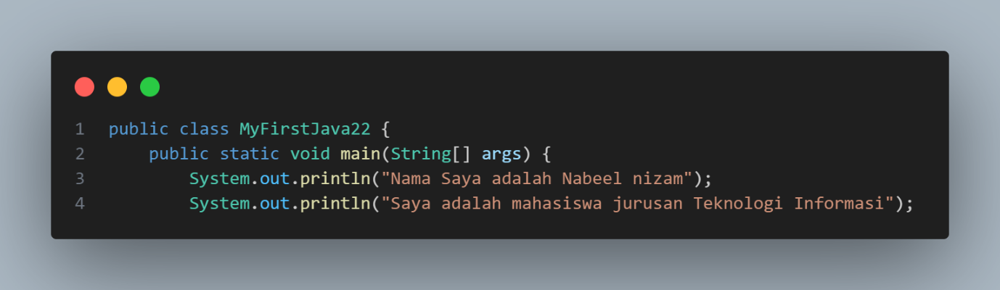 1 public class MyFirstJava22 {
2     public static void main(String[] args) {
3         System.out.println("Nama Saya adalah Nabeel nizam");
4         System.out.println("Saya adalah mahasiswa jurusan Teknologi Informasi");